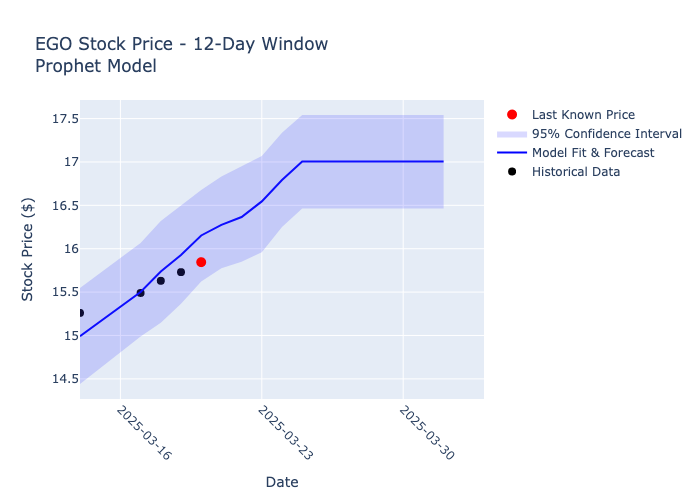 EGO Stock Price - 12-Day Window
Prophet Model
Last Known Price
95% Confidence Interval
Model Fit & Forecast
Historical Data
Stock Price ($)
17.5
17
16.5
16
15.5
15
14.5
2025-03-16
2025-03-23
2025-03-30
Date